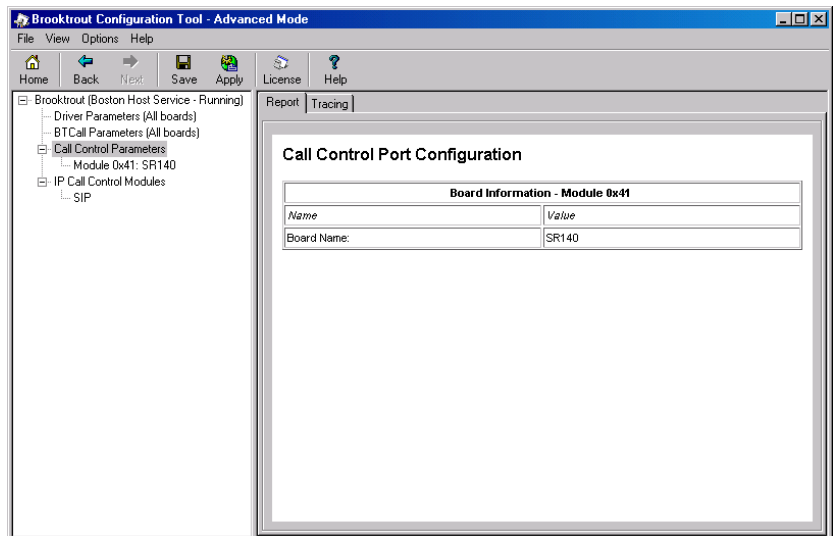 Brooktrout Configuration Tool - Advanced Mode
File View Options Help
Home Back Next Save Apply License Help
Brooktrout (Boston Host Service - Running)
Driver Parameters (All boards)
BTCall Parameters (All boards)
Call Control Parameters
Module 0x41: SR140
IP Call Control Modules
SIP
Report Tracing
Call Control Port Configuration
Board Information - Module 0x41
Name Value
Board Name: SR140